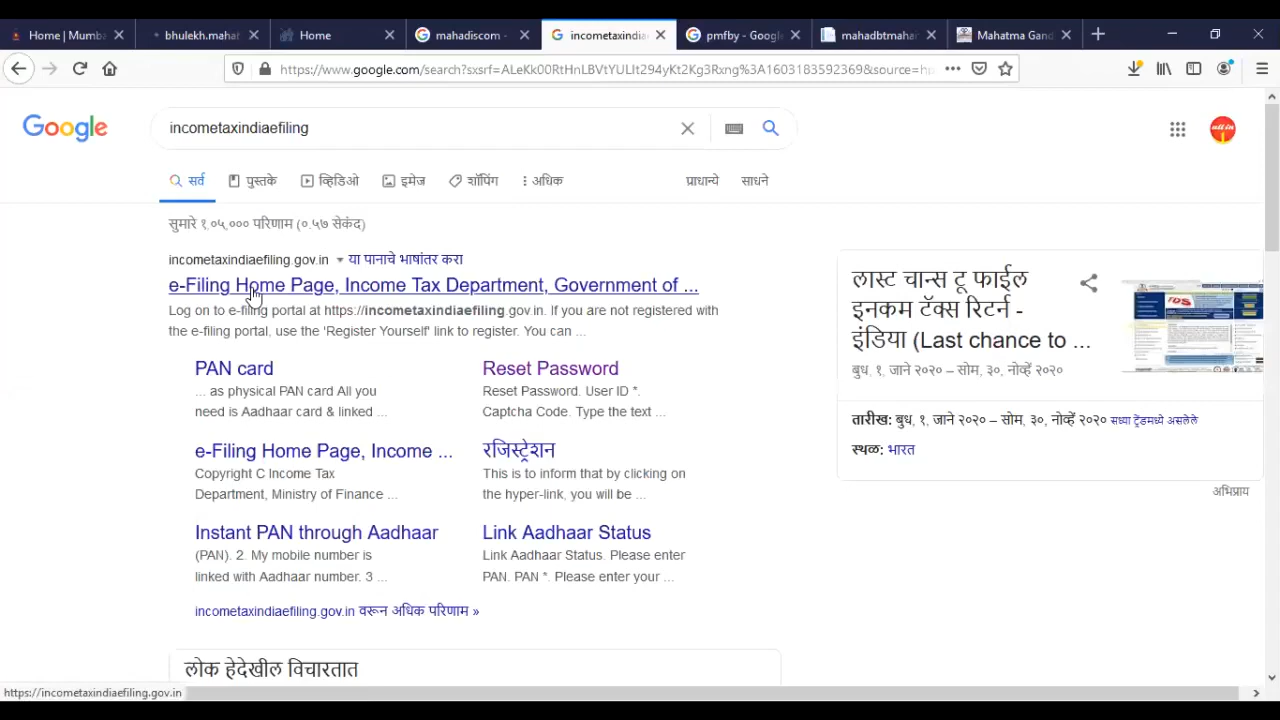 Home | Mumba
bhulekh.mahat
Home
mahadiscom -
incometaxindia
pmfby - Google
mahadbtmahar
Mahatma Gand
https://www.google.com/search?sxsrf=ALeKk00RtHnLBVtYULIt294yKt2Kg3Rxng%3A1603183592369&source=h
Google
incometaxindiaefiling
सर्व
पुस्तके
व्हिडिओ
इमेज
शॉपिंग
अधिक
प्राधान्ये
साधने
सुमारे १,०५,००० परिणाम (०.५७ सेकंद)
incometaxindiaefiling.gov.in
या पानाचे भाषांतर करा
e-Filing Home Page, Income Tax Department, Government of ...
Log on to e-filing portal at https://incometaxindiaefiling.gov.in. If you are not registered with
the e-filing portal, use the 'Register Yourself' link to register. You can ...
PAN card
... as physical PAN card All you
need is Aadhaar card & linked ...
Reset Password
Reset Password. User ID *.
Captcha Code. Type the text ...
e-Filing Home Page, Income ...
Copyright C Income Tax
Department, Ministry of Finance ...
रजिस्ट्रेशन
This is to inform that by clicking on
the hyper-link, you will be ...
Instant PAN through Aadhaar
(PAN). 2. My mobile number is
linked with Aadhaar number. 3 ...
Link Aadhaar Status
Link Aadhaar Status. Please enter
PAN. PAN *. Please enter your ...
incometaxindiaefiling.gov.in वरून अधिक परिणाम »
लोक हेदेखील विचारतात
लास्ट चान्स टू फाईल
इनकम टॅक्स रिटर्न -
इंडिया (Last chance to ...
बुध, १, जाने २०२० – सोम, ३०, नोव्हें २०२०
तारीख: बुध, १, जाने २०२० – सोम, ३०, नोव्हें २०२० सध्या ट्रेंडमध्ये असलेले
स्थळ: भारत
अभिप्राय
https://incometaxindiaefiling.gov.in